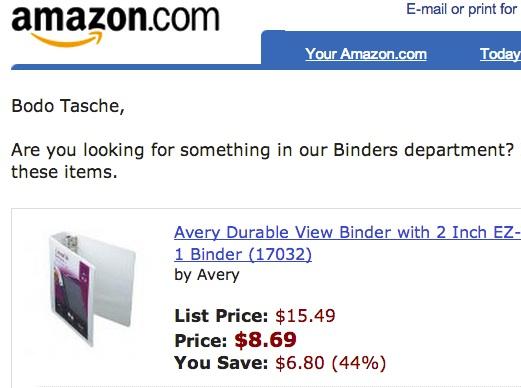 amazon.com
E-mail or print for
Your Amazon.com
Today
Bodo Tasche,
Are you looking for something in our Binders department?
these items.
Avery Durable View Binder with 2 Inch EZ-
1 Binder (17032)
by Avery
List Price: $15.49
Price: $8.69
You Save: $6.80 (44%)